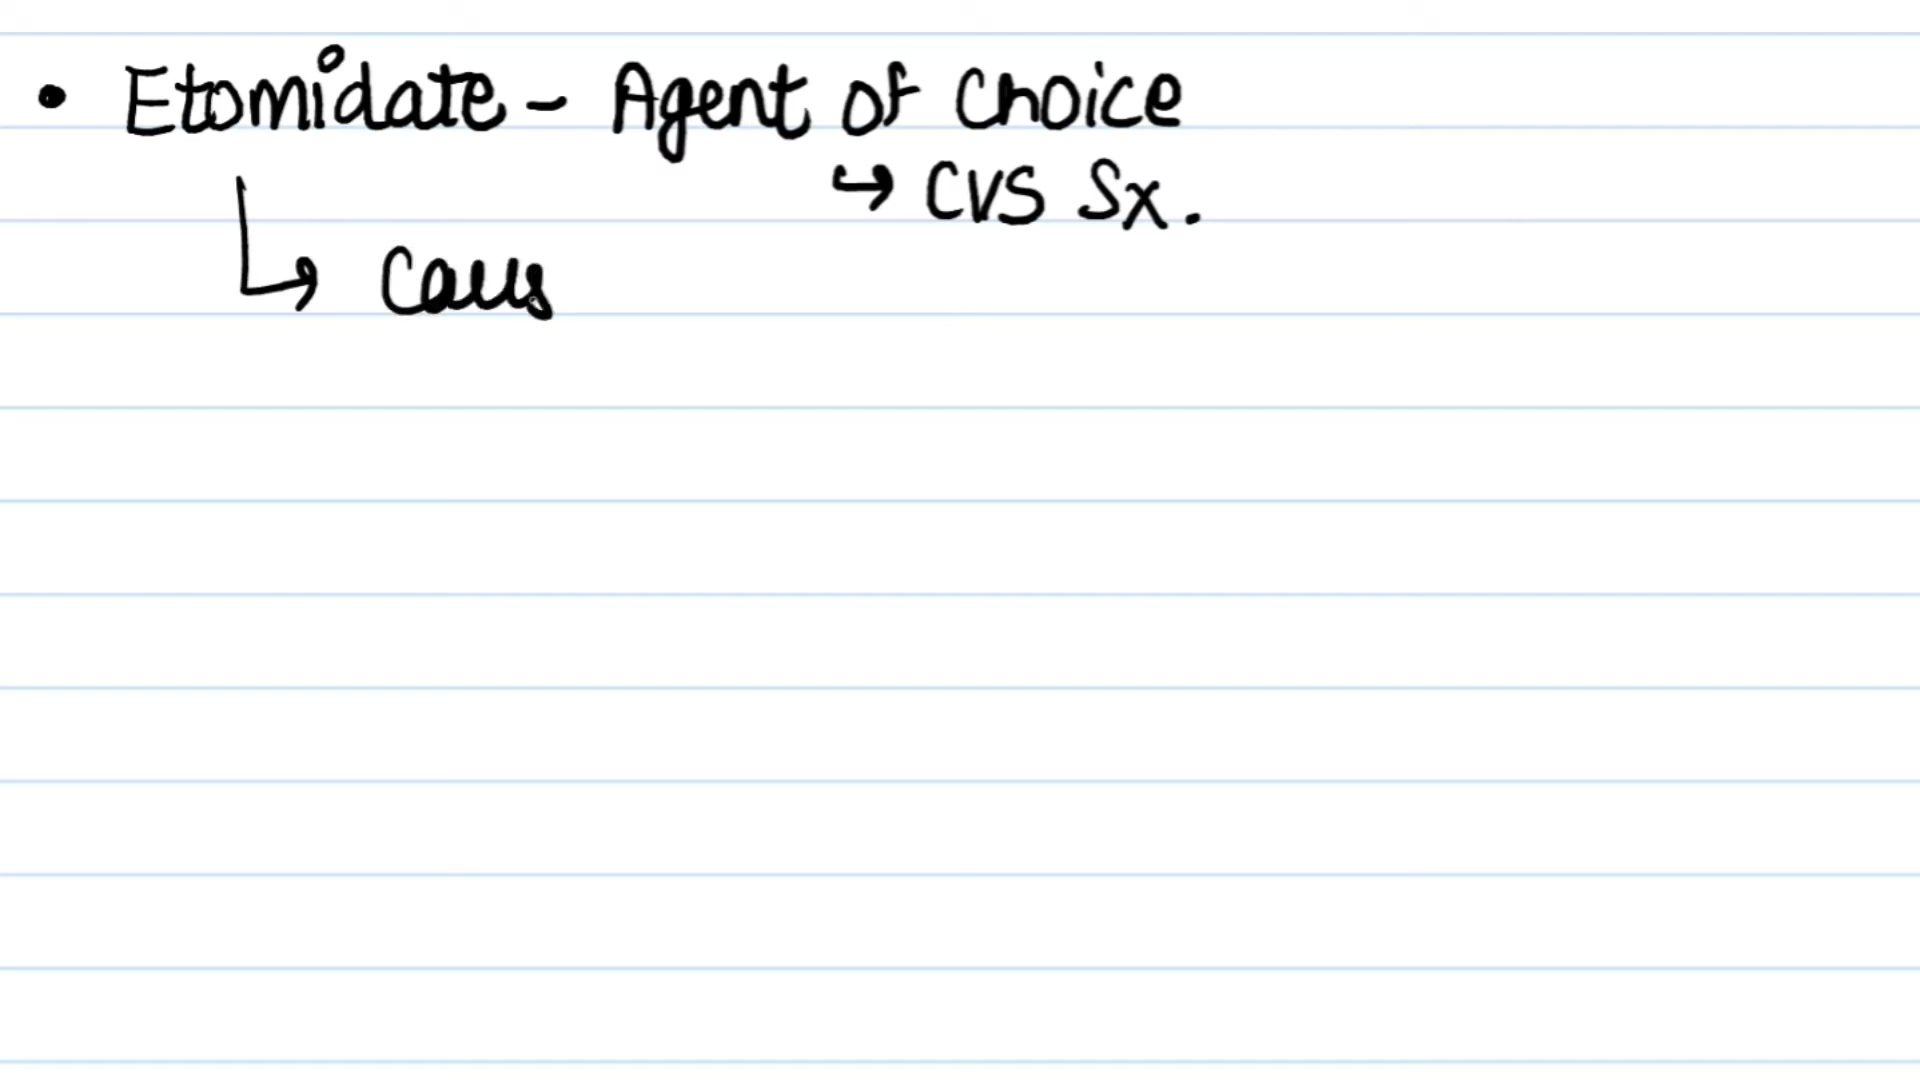 • Etomidate - Agent of choice
↪ CVS Sx.
↳ Caus